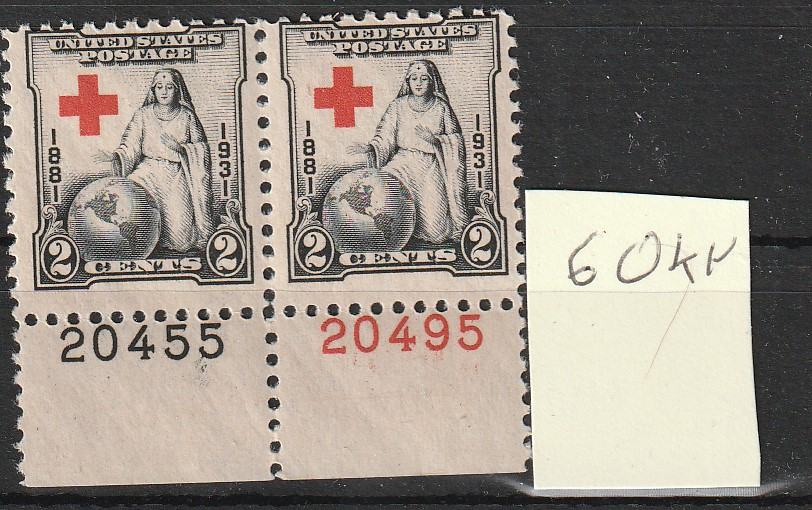 UNITED STATES
POSTAGE
1881
1931
2 CENTS 2
UNITED STATES
POSTAGE
1881
1931
2 CENTS 2
20455
20495
60kr